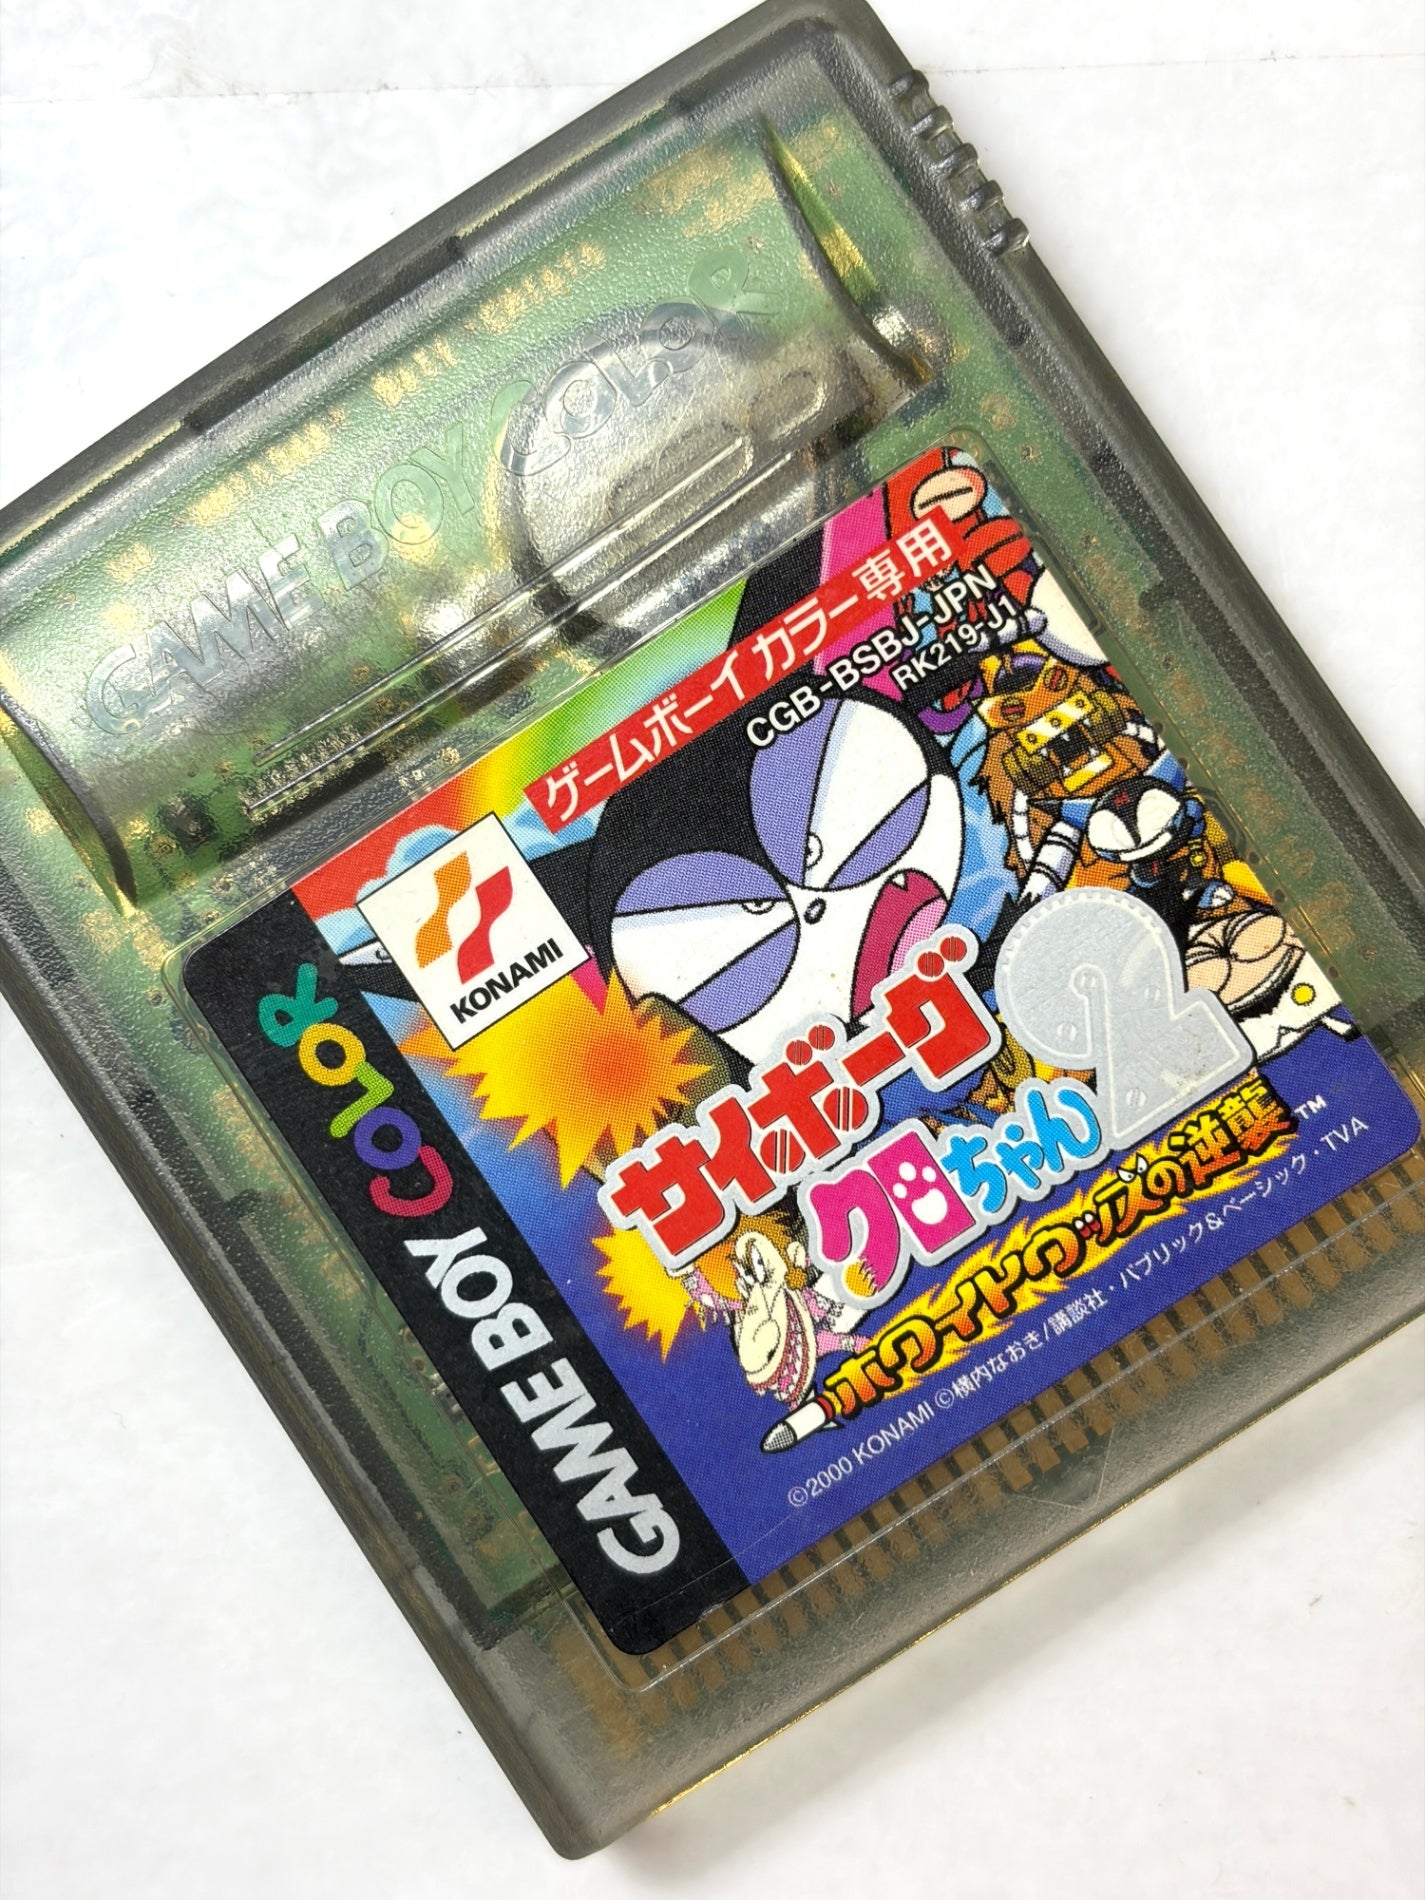 GAME BOY COLOR
ゲームボーイカラー専用
CGB-BSBJ-JPN
RK219-J1
KONAMI
GAME BOY COLOR
サイボーグ
クロちゃん2
ホワイトウッズの逆襲™
©2000 KONAMI ©横内なおき/講談社・パブリック&ベーシック・TVA